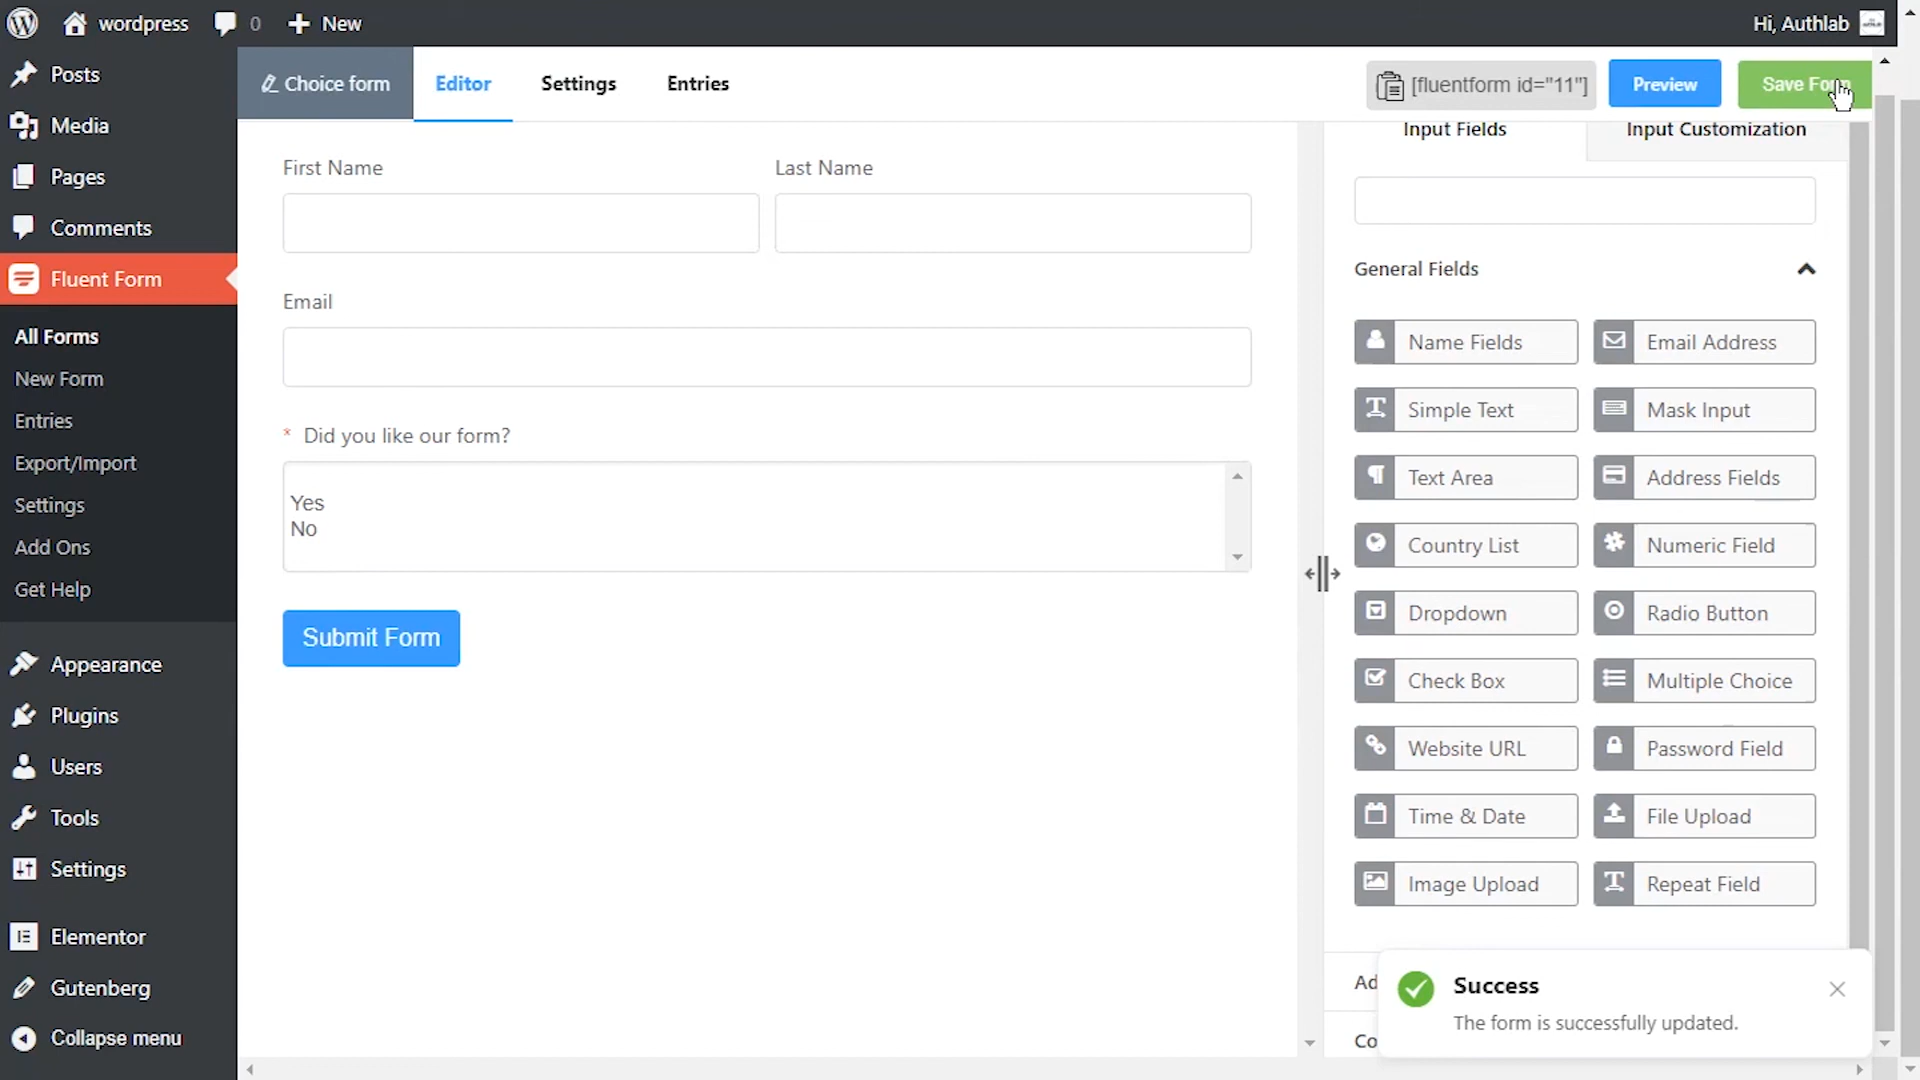 wordpress 0 New Hi, Authlab
Posts
Media
Pages
Comments
Fluent Form
All Forms
New Form
Entries
Export/Import
Settings
Add Ons
Get Help
Appearance
Plugins
Users
Tools
Settings
Elementor
Gutenberg
Collapse menu
Choice form Editor Settings Entries [fluentform id="11"] Preview Save Form
First Name Last Name
Email
* Did you like our form?
Yes
No
Submit Form
Input Fields Input Customization
General Fields
Name Fields Email Address
Simple Text Mask Input
Text Area Address Fields
Country List Numeric Field
Dropdown Radio Button
Check Box Multiple Choice
Website URL Password Field
Time & Date File Upload
Image Upload Repeat Field
Ad
Co
Success
The form is successfully updated.